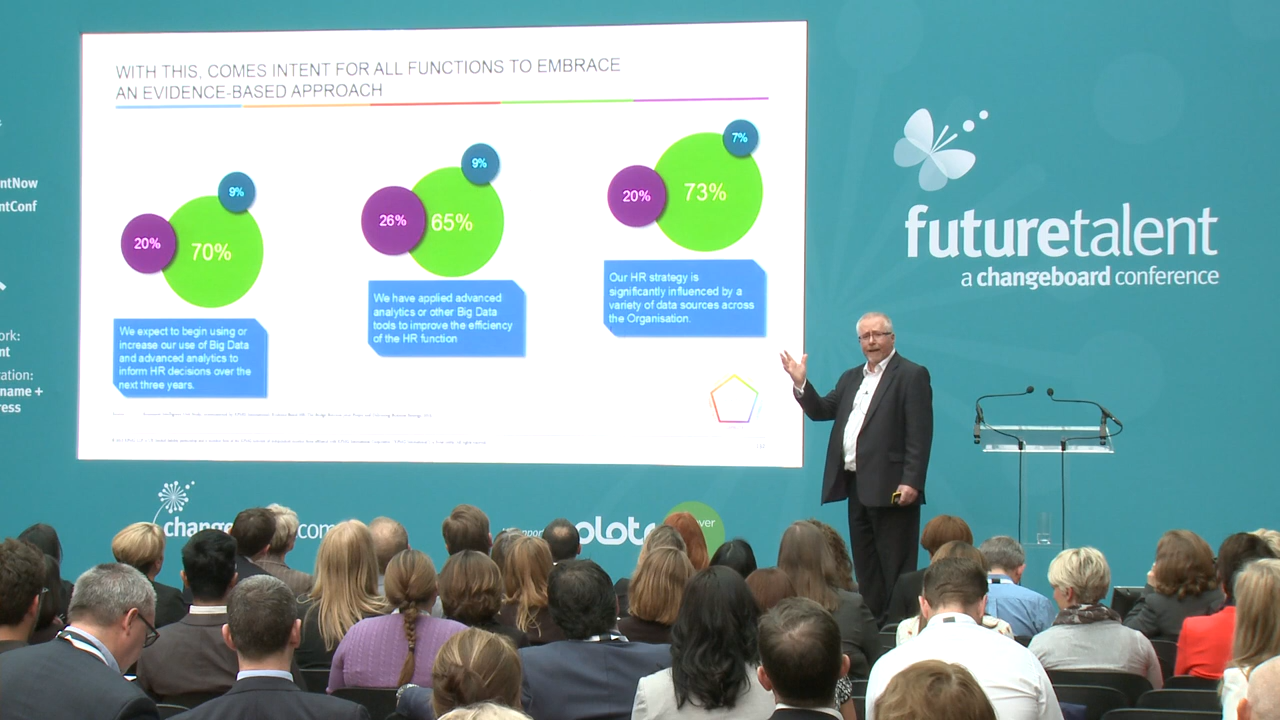 WITH THIS, COMES INTENT FOR ALL FUNCTIONS TO EMBRACE
AN EVIDENCE-BASED APPROACH
9%
20%
70%
We expect to begin using or
increase our use of Big Data
and advanced analytics to
inform HR decisions over the
next three years.
9%
26%
65%
We have applied advanced
analytics or other Big Data
tools to improve the efficiency
of the HR function
7%
20%
73%
Our HR strategy is
significantly influenced by a
variety of data sources across
the Organisation.
futuretalent
a changeboard conference
ntNow
ntConf
ork:
nt
tation:
name +
ress
change
com
plot
ver